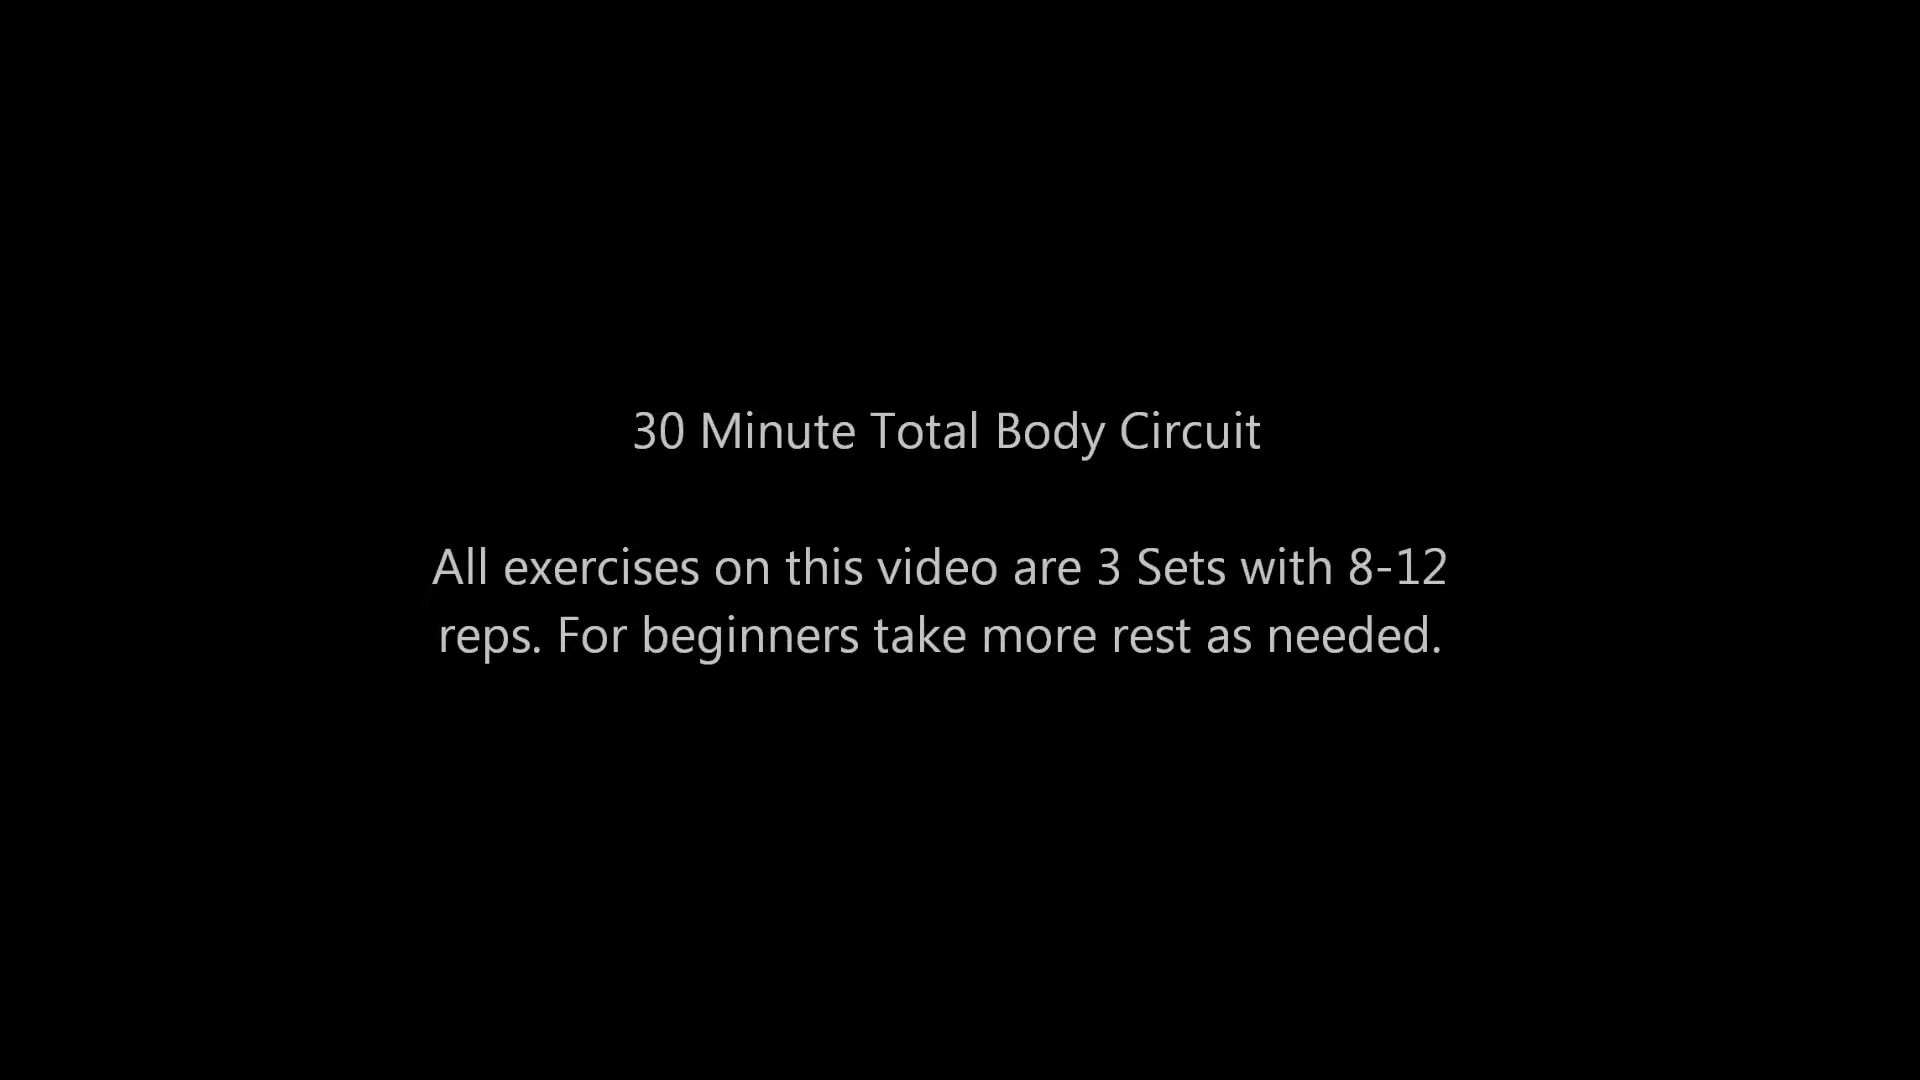 30 Minute Total Body Circuit
All exercises on this video are 3 Sets with 8-12
reps. For beginners take more rest as needed.